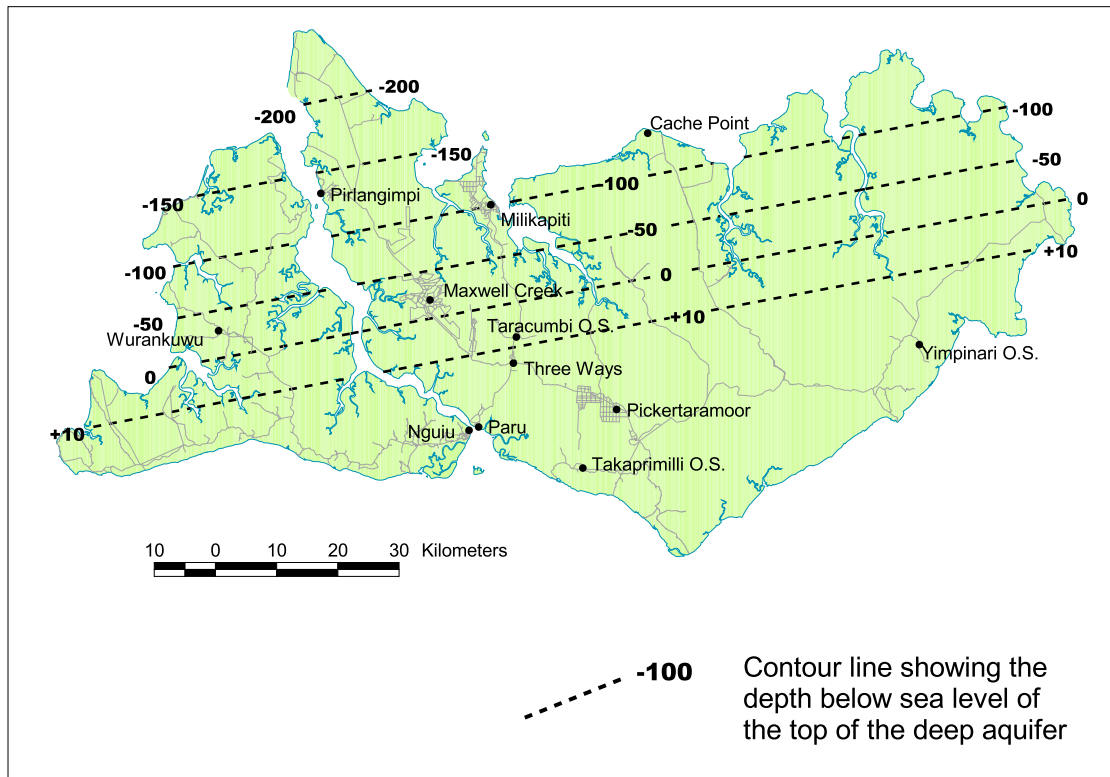 -200
-200
-100
Cache Point
-150
-50
-100
Pirlangimpi
-150
0
Milikapiti
-50
+10
-100
0
Maxwell Creek
+10
-50
Taracumbi O.S.
Wurankuwu
Yimpinari O.S.
Three Ways
0
Pickertaramoor
Paru
Nguiu
+10
Takaprimilli O.S.
10 0 10 20 30 Kilometers
-100
Contour line showing the
depth below sea level of
the top of the deep aquifer